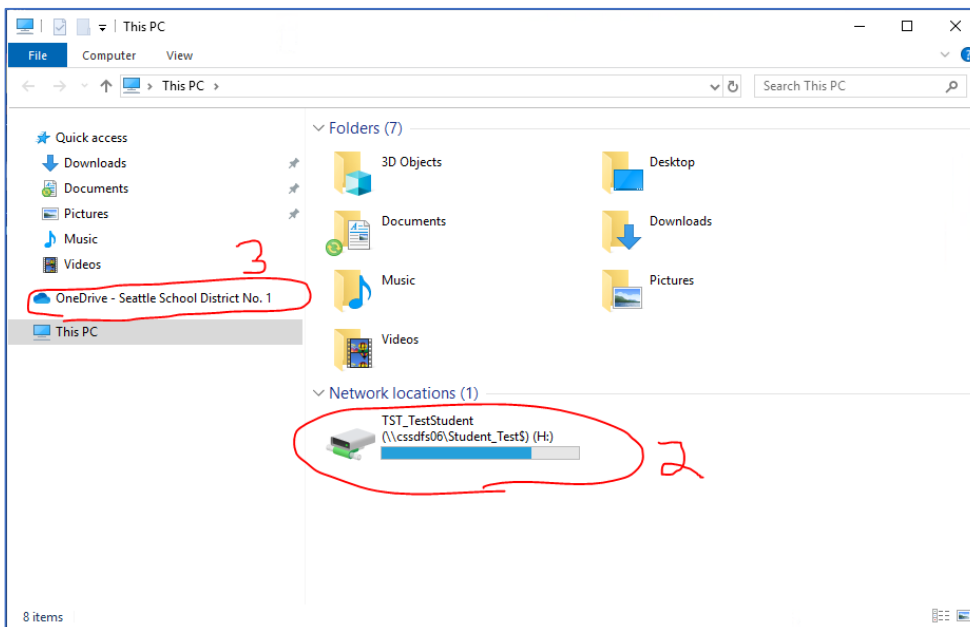 This PC
File Computer View
This PC
Search This PC
Quick access
Downloads
Documents
Pictures
Music
Videos
3
OneDrive - Seattle School District No. 1
This PC
Folders (7)
3D Objects
Desktop
Documents
Downloads
Music
Pictures
Videos
Network locations (1)
TST_TestStudent
(\\cssdfs06\Student_Test$) (H:)
2
8 items